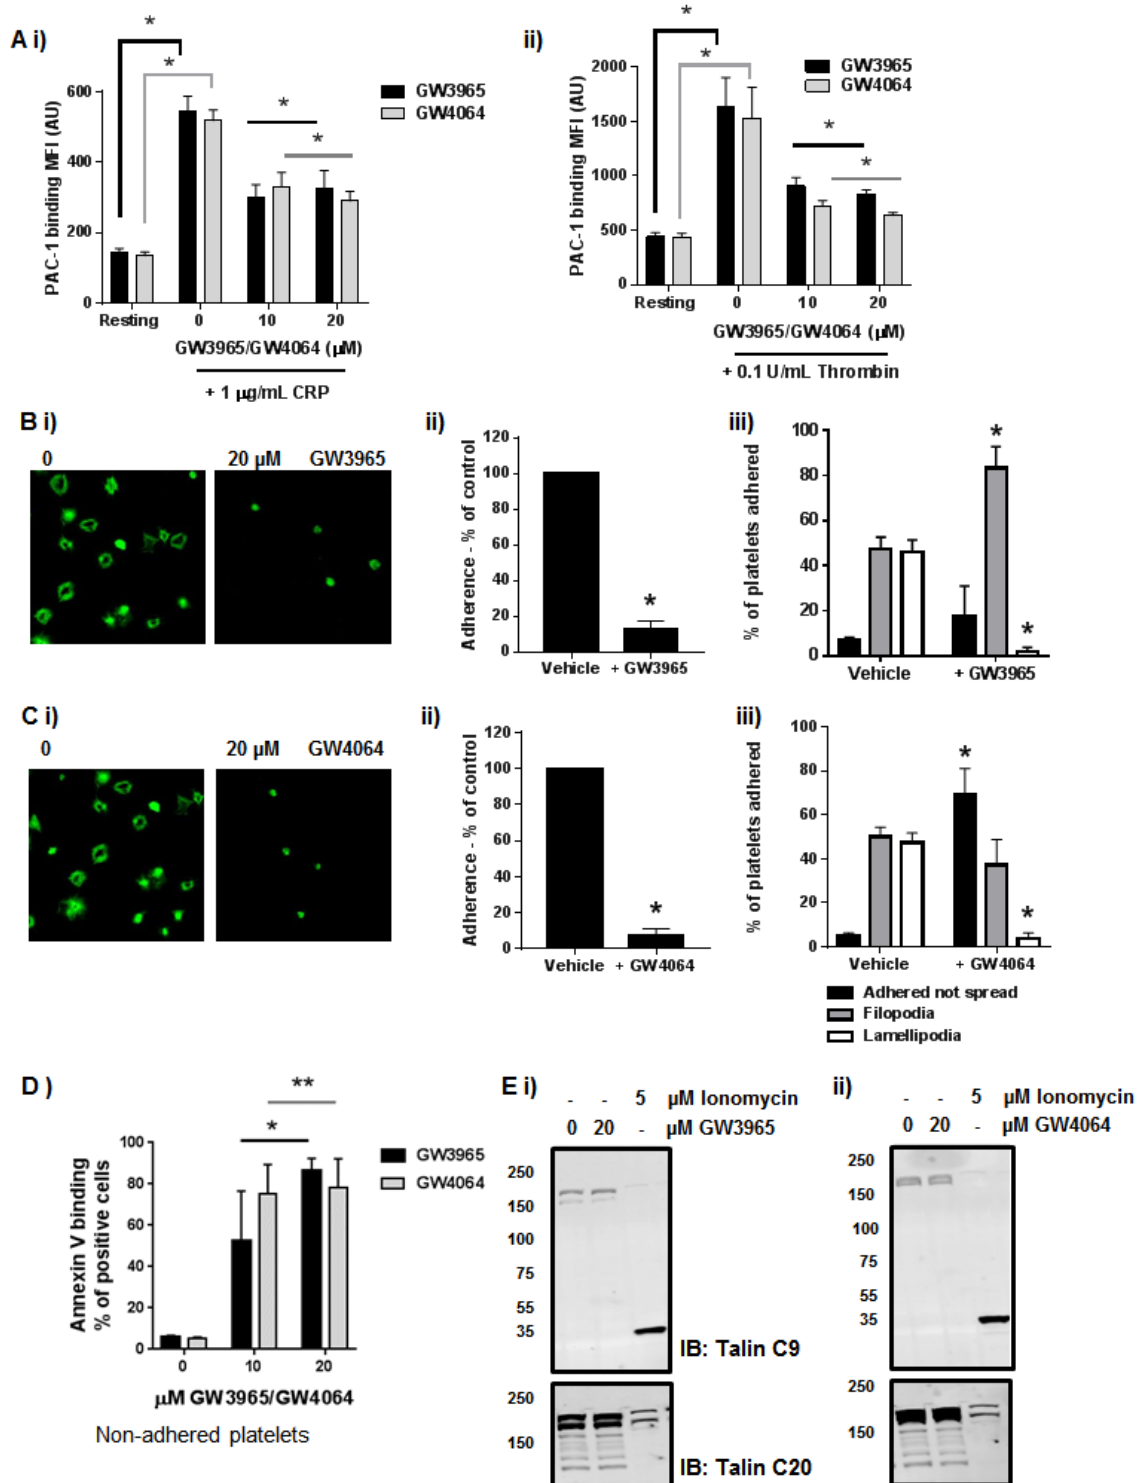 A i)
*
*
*
*
PAC-1 binding MFI (AU)
600
400
200
0
GW3965
GW4064
Resting 0 10 20
GW3965/GW4064 (µM)
+ 1 µg/mL CRP
ii)
*
*
*
*
PAC-1 binding MFI (AU)
2000
1500
1000
500
0
GW3965
GW4064
Resting 0 10 20
GW3965/GW4064 (µM)
+ 0.1 U/mL Thrombin
B i)
0 20 µM GW3965
ii)
Adherence - % of control
120
100
80
60
40
20
0
*
Vehicle + GW3965
iii)
% of platelets adhered
100
80
60
40
20
0
*
*
Vehicle + GW3965
C i)
0 20 µM GW4064
ii)
Adherence - % of control
120
100
80
60
40
20
0
*
Vehicle + GW4064
iii)
% of platelets adhered
100
80
60
40
20
0
*
*
Vehicle + GW4064
Adhered not spread
Filopodia
Lamellipodia
D )
**
*
Annexin V binding
% of positive cells
100
80
60
40
20
0
GW3965
GW4064
0 10 20
µM GW3965/GW4064
Non-adhered platelets
E i)
- - 5 µM Ionomycin
0 20 - µM GW3965
250
150
100
75
55
35
IB: Talin C9
250
150
IB: Talin C20
ii)
- - 5 µM Ionomycin
0 20 - µM GW4064
250
150
100
75
55
35
250
150